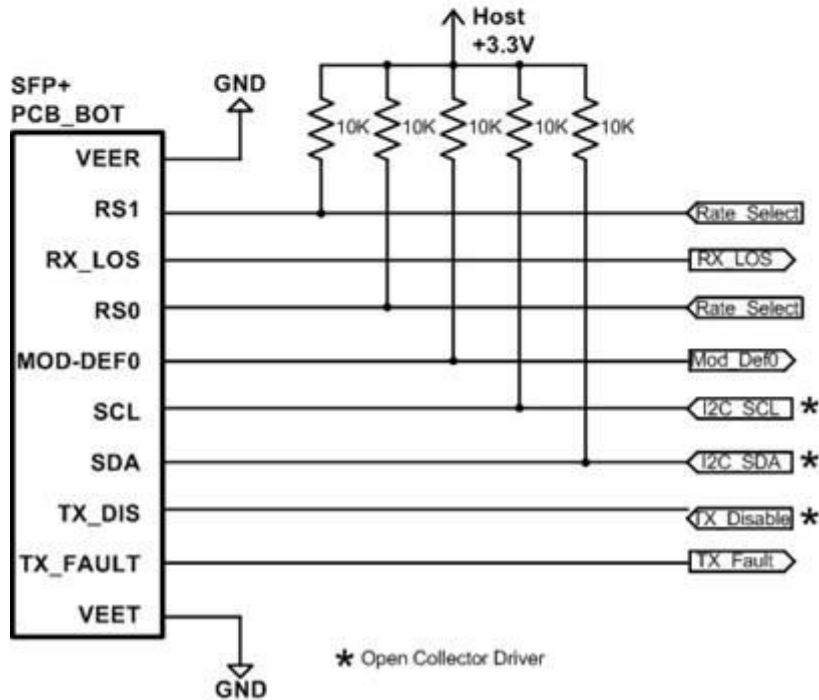 Host
+3.3V
SFP+
PCB_BOT
GND
10K 10K 10K 10K 10K
VEER
RS1
Rate_Select
RX_LOS
RX_LOS
RS0
Rate_Select
MOD-DEF0
Mod_Def0
SCL
I2C_SCL *
SDA
I2C_SDA *
TX_DIS
TX_Disable *
TX_FAULT
TX_Fault
VEET
* Open Collector Driver
GND